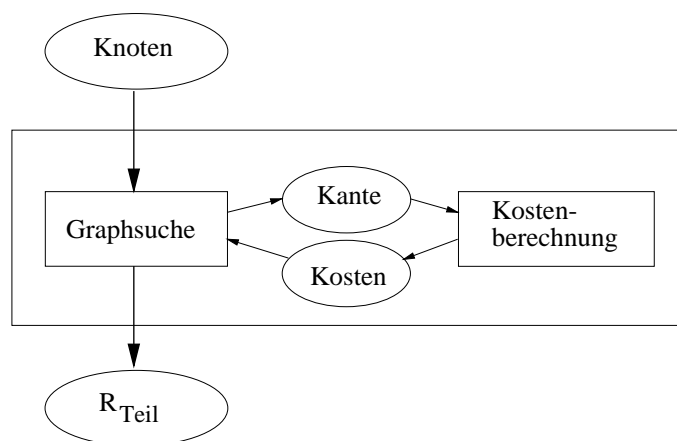 Knoten
Kante
Graphsuche
Kosten-
berechnung
Kosten
R_Teil